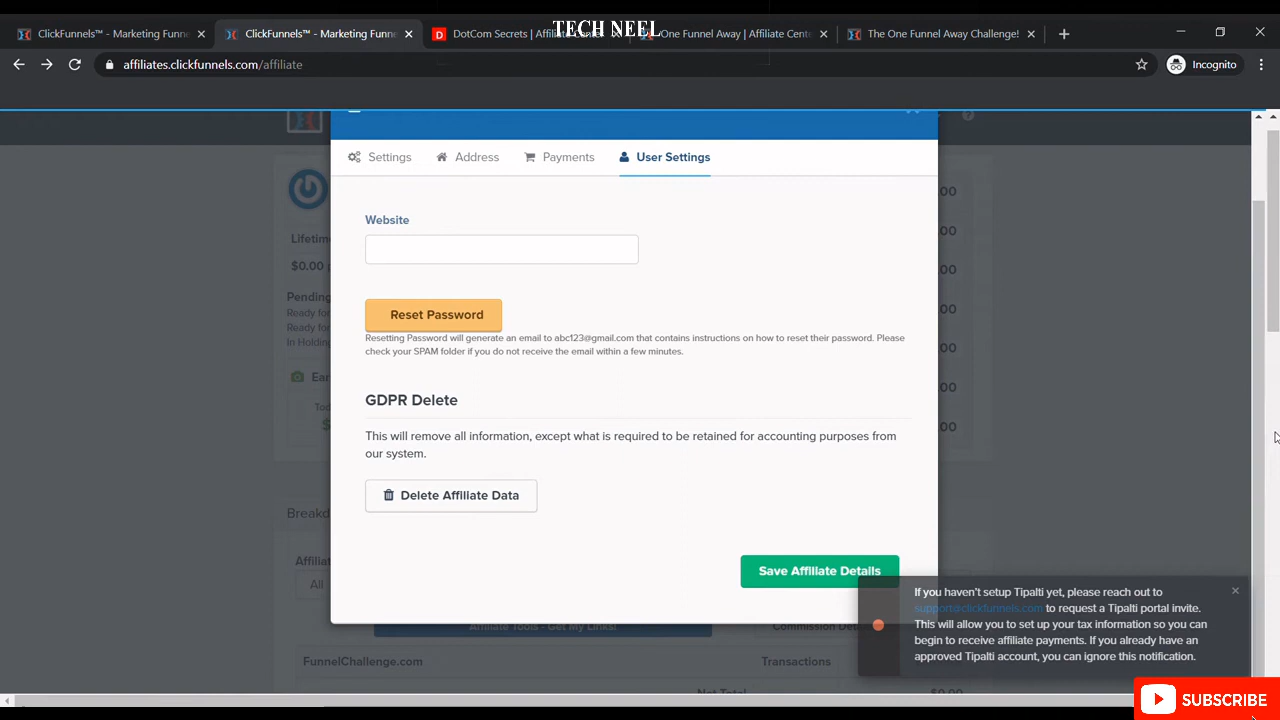 TECH NEEL
ClickFunnels™ - Marketing Funn
ClickFunnels™ - Marketing Funne
DotCom Secrets | Affiliate
One Funnel Away | Affiliate Cente
The One Funnel Away Challenge!
affiliates.clickfunnels.com/affiliate
Incognito
Settings
Address
Payments
User Settings
Website
Lifetim
$0.00
Reset Password
Pending
Ready for
Ready for
In Holding
Resetting Password will generate an email to abc123@gmail.com that contains instructions on how to reset their password. Please
check your SPAM folder if you do not receive the email within a few minutes.
Ear
GDPR Delete
Tod
$
This will remove all information, except what is required to be retained for accounting purposes from
our system.
Delete Affiliate Data
Breakd
Affiliat
All
Save Affiliate Details
If you haven't setup Tipalti yet, please reach out to
support@clickfunnels.com to request a Tipalti portal invite.
This will allow you to set up your tax information so you can
begin to receive affiliate payments. If you already have an
approved Tipalti account, you can ignore this notification.
Affiliate Tools - Get My Links!
Commission De
FunnelChallenge.com
Transactions
Net Total
$0.00
SUBSCRIBE